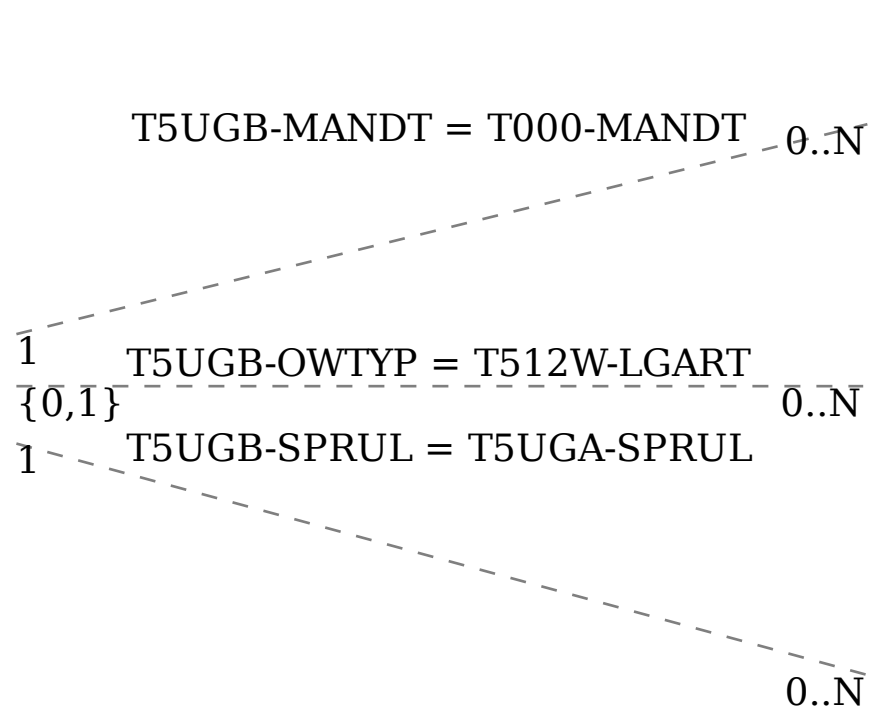 T5UGB-MANDT = T000-MANDT
0..N
1
T5UGB-OWTYP = T512W-LGART
{0,1}
0..N
T5UGB-SPRUL = T5UGA-SPRUL
1
0..N